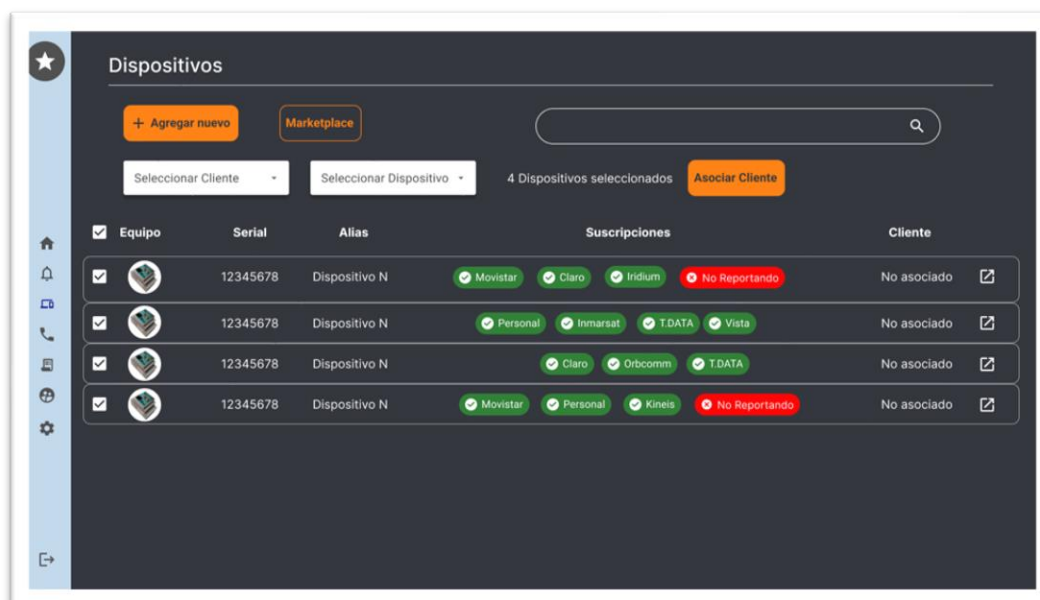 Dispositivos
+ Agregar nuevo Marketplace
Seleccionar Cliente Seleccionar Dispositivo 4 Dispositivos seleccionados Asociar Cliente
Equipo Serial Alias Suscripciones Cliente
12345678 Dispositivo N Movistar Claro Iridium No Reportando No asociado
12345678 Dispositivo N Personal Inmarsat T.DATA Vista No asociado
12345678 Dispositivo N Claro Orbcomm T.DATA No asociado
12345678 Dispositivo N Movistar Personal Kineis No Reportando No asociado